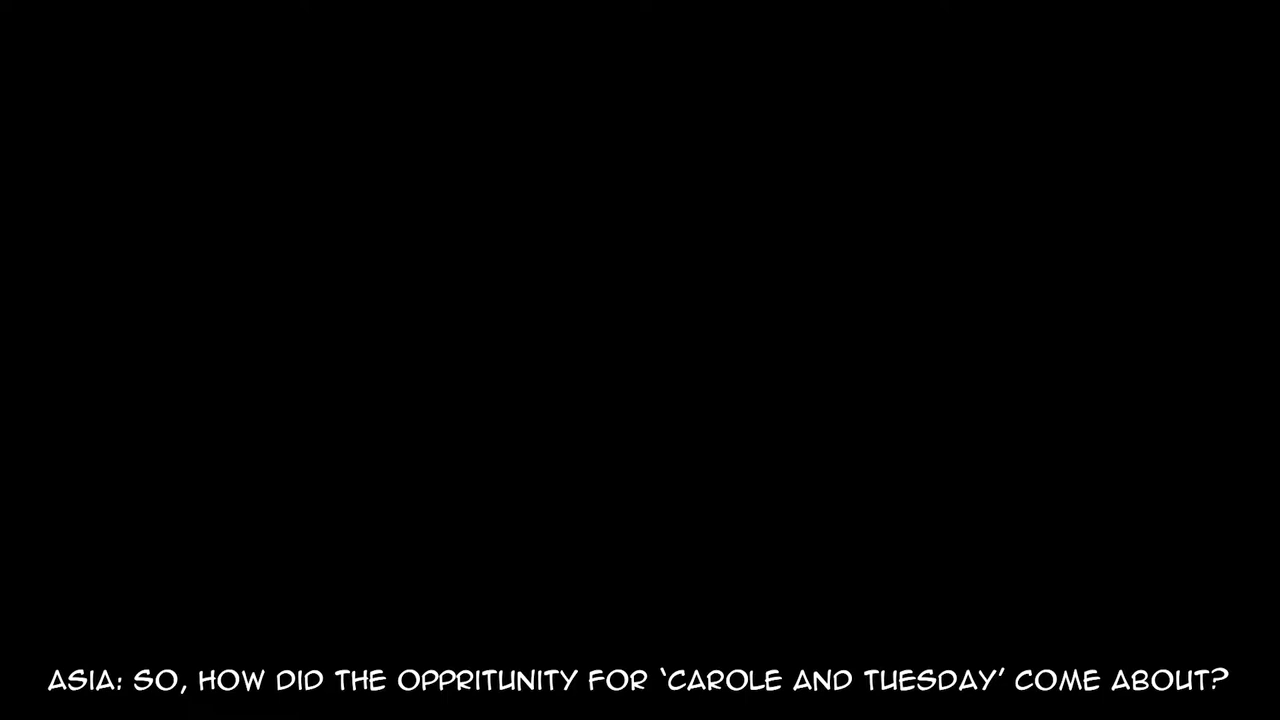 ASIA: SO, HOW DID THE OPPRITUNITY FOR ‘CAROLE AND TUESDAY’ COME ABOUT?